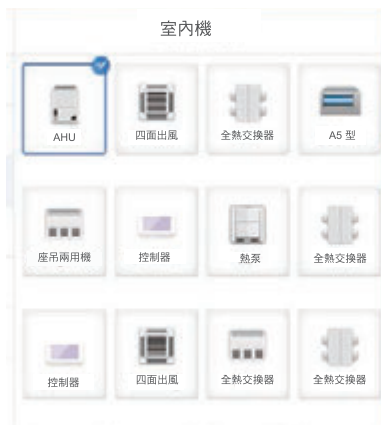 室內機
AHU
四面出風
全熱交換器
A5 型
座吊兩用機
控制器
熱泵
全熱交換器
控制器
四面出風
全熱交換器
全熱交換器